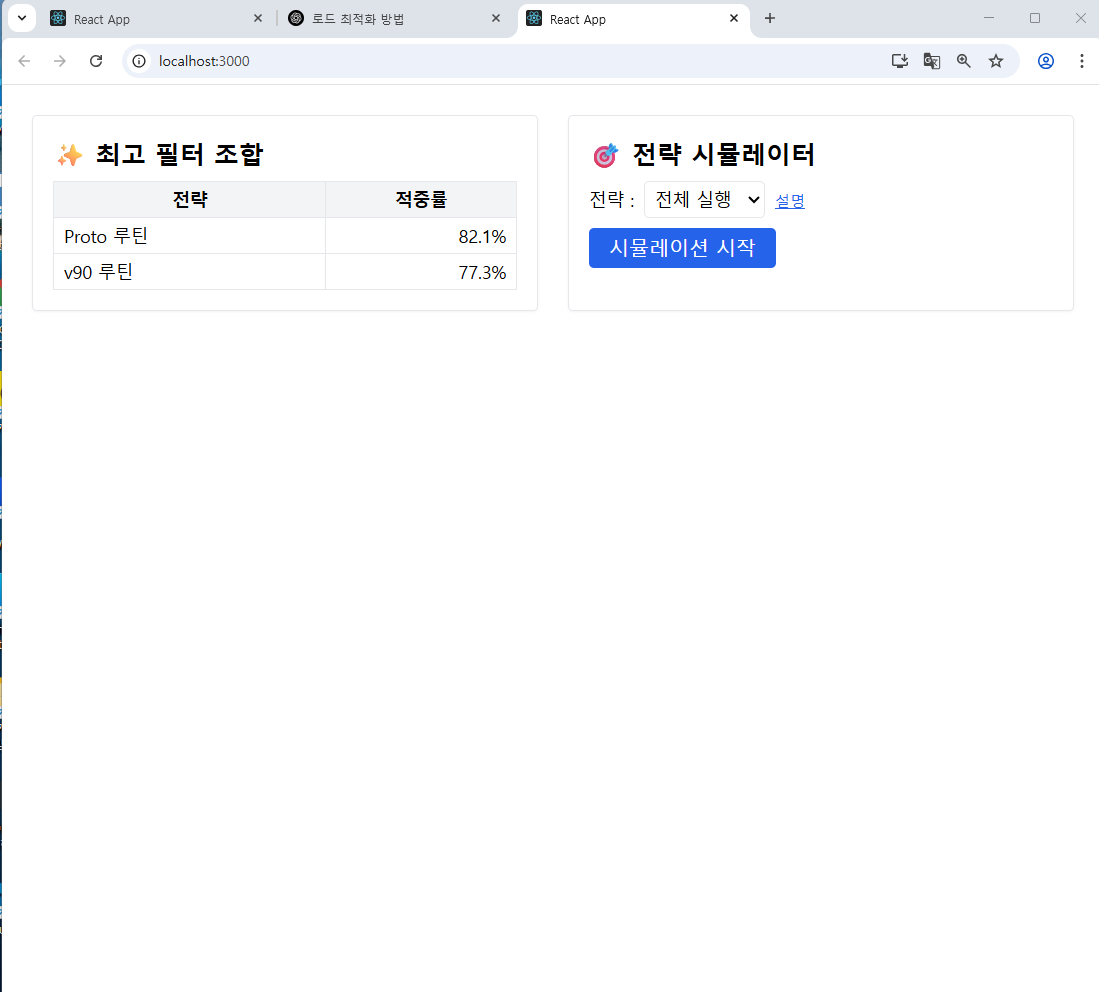 React App
로드 최적화 방법
React App
localhost:3000
최고 필터 조합
전략 적중률
Proto 루틴 82.1%
v90 루틴 77.3%
전략 시뮬레이터
전략 : 전체 실행 설명
시뮬레이션 시작